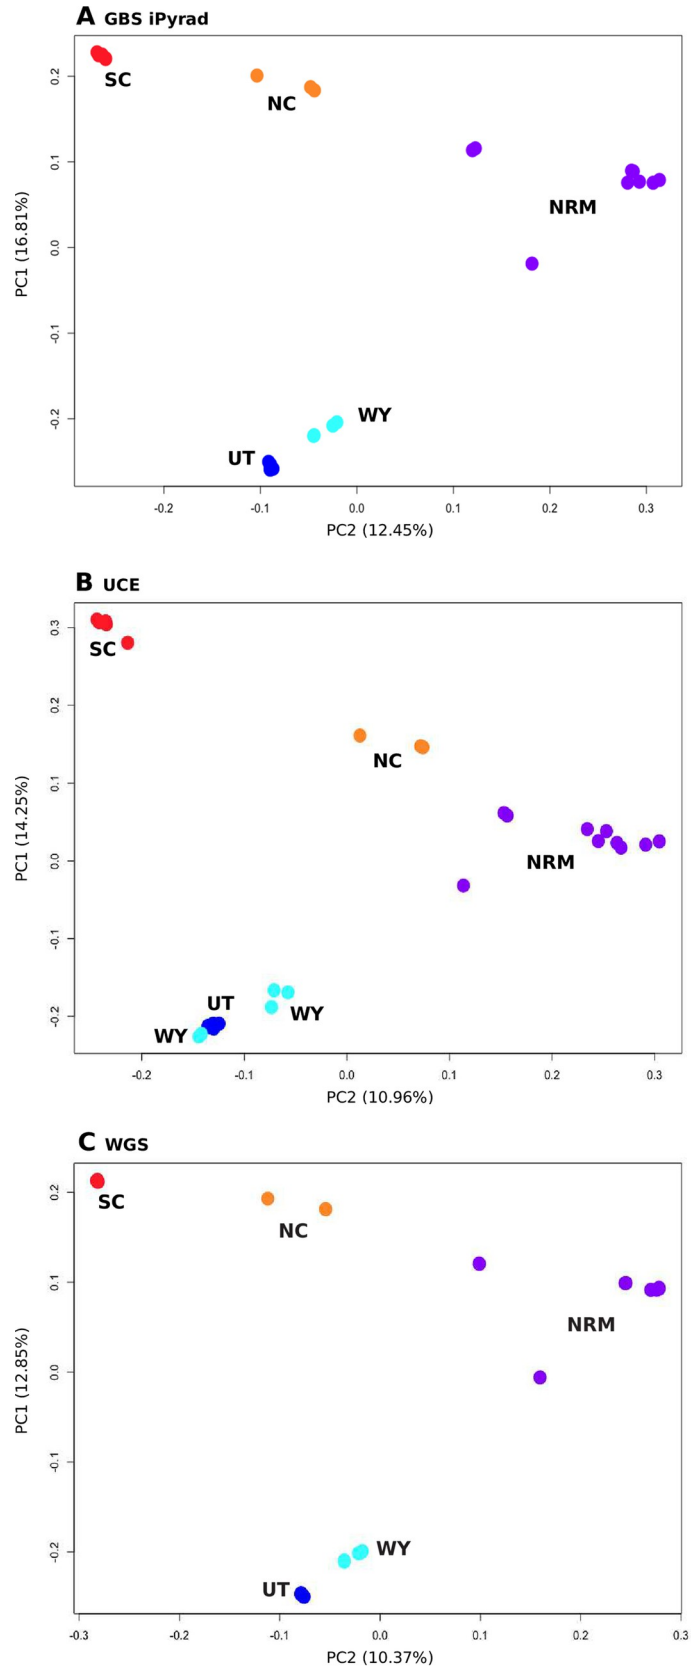 A GBS iPyrad
SC
NC
NRM
WY
UT
0.2
0.1
0.0
-0.1
-0.2
PC1 (16.81%)
-0.2 -0.1 0.0 0.1 0.2 0.3
PC2 (12.45%)
B UCE
SC
NC
NRM
UT
WY
WY
0.3
0.2
0.1
0.0
-0.1
-0.2
PC1 (14.25%)
-0.2 -0.1 0.0 0.1 0.2 0.3
PC2 (10.96%)
C WGS
SC
NC
NRM
WY
UT
0.2
0.1
0.0
-0.1
-0.2
PC1 (12.85%)
-0.3 -0.2 -0.1 0.0 0.1 0.2 0.3
PC2 (10.37%)